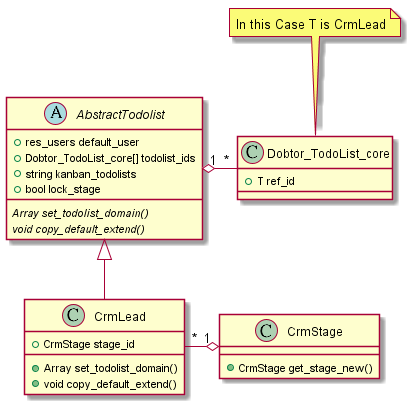 In this Case T is CrmLead
A AbstractTodolist
res_users default_user
Dobtor_TodoList_core[] todolist_ids
string kanban_todolists
bool lock_stage
Array set_todolist_domain()
void copy_default_extend()
1 *
C Dobtor_TodoList_core
T ref_id
C CrmLead
CrmStage stage_id
Array set_todolist_domain()
void copy_default_extend()
* 1
C CrmStage
CrmStage get_stage_new()